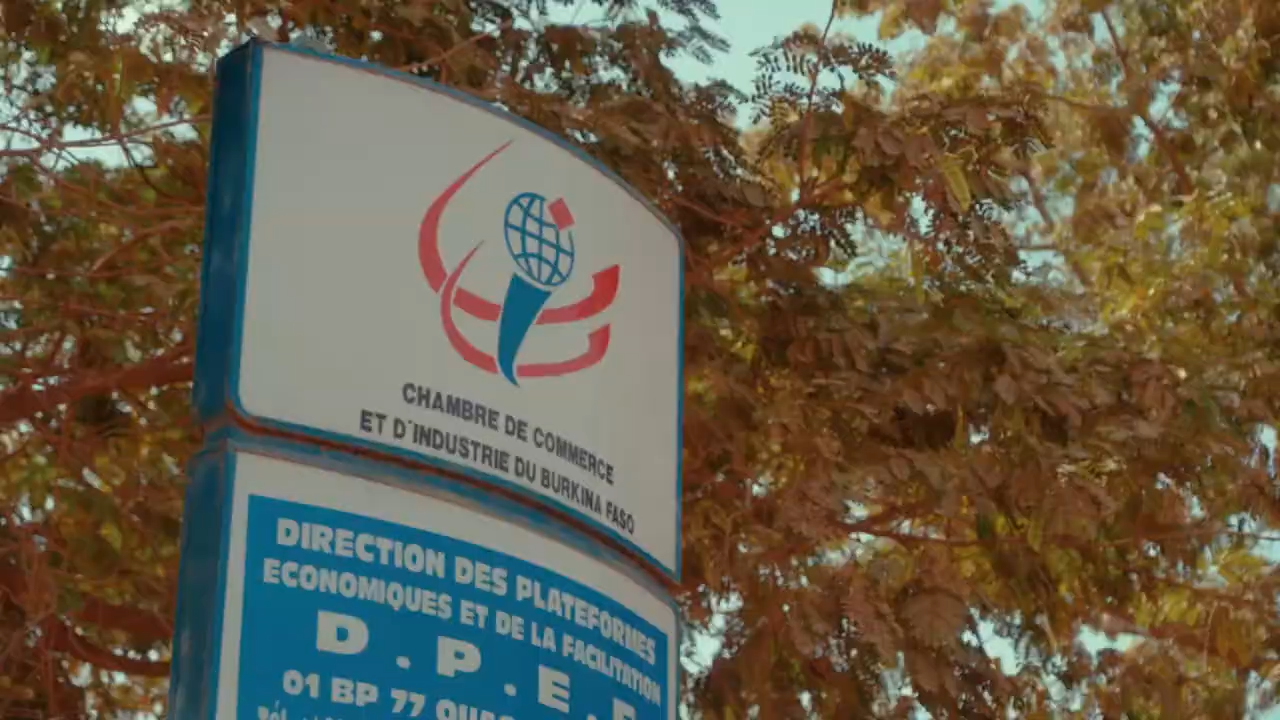 CHAMBRE DE COMMERCE
ET D'INDUSTRIE DU BURKINA FASO
DIRECTION DES PLATEFORMES
ECONOMIQUES ET DE LA FACILITATION
D.P.E.F
01 BP 77